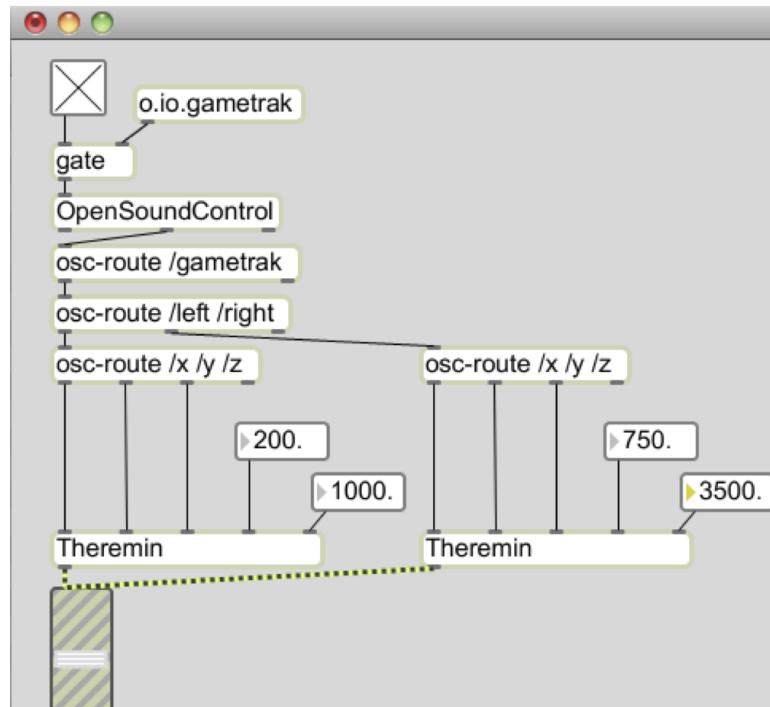 o.io.gametrak
gate
OpenSoundControl
osc-route /gametrak
osc-route /left /right
osc-route /x /y /z
osc-route /x /y /z
200.
750.
1000.
3500.
Theremin
Theremin